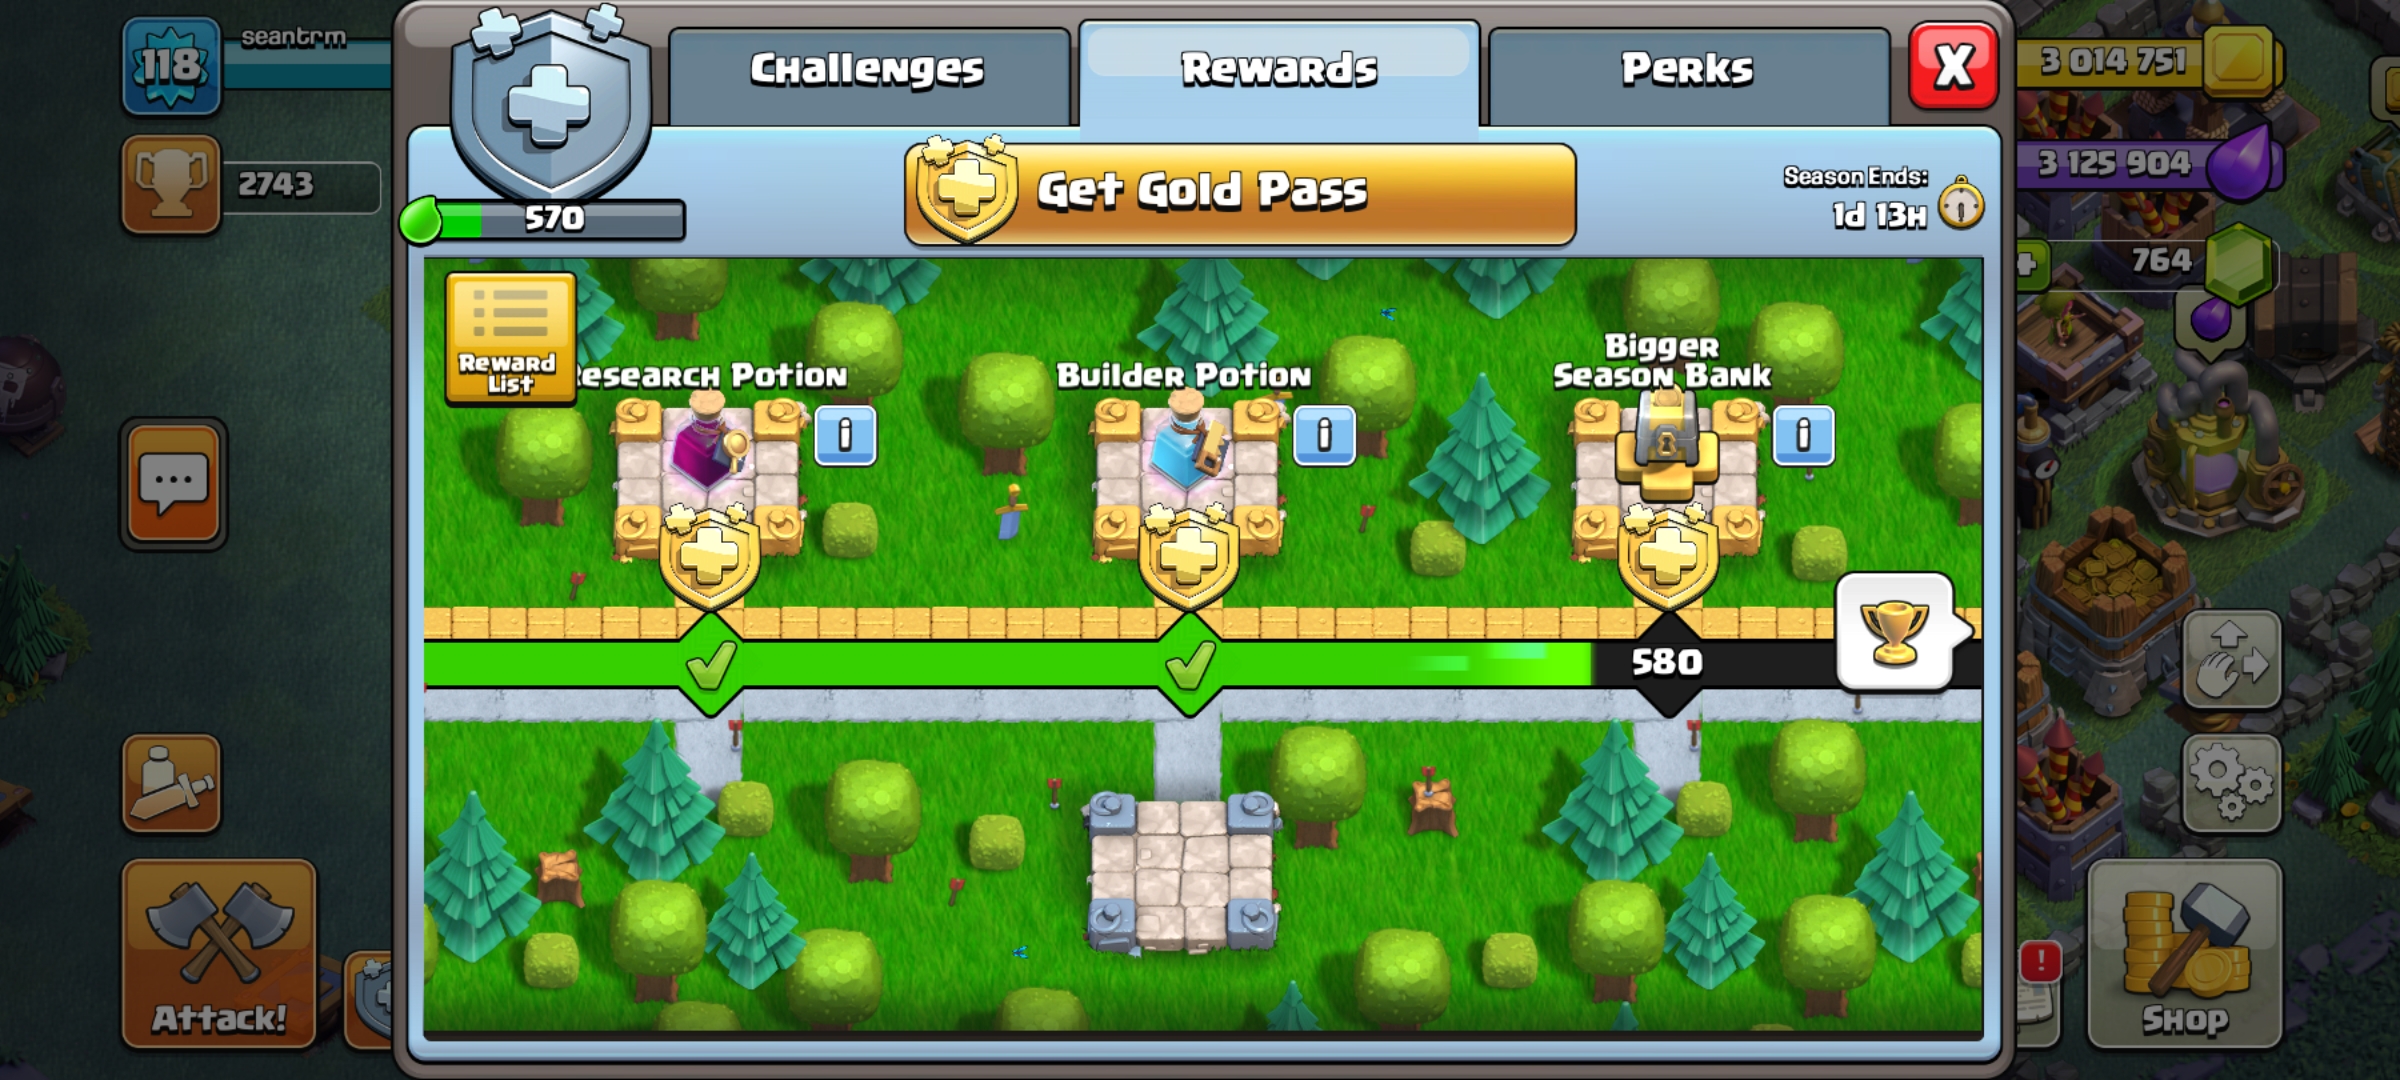 118
seantrm
2743
Challenges
Rewards
Perks
X
3 014 751
3 125 904
764
570
Get Gold Pass
Season Ends:
1d 13H
Reward
List
Research Potion
Builder Potion
Bigger
Season Bank
i
i
i
580
Attack!
!
Shop